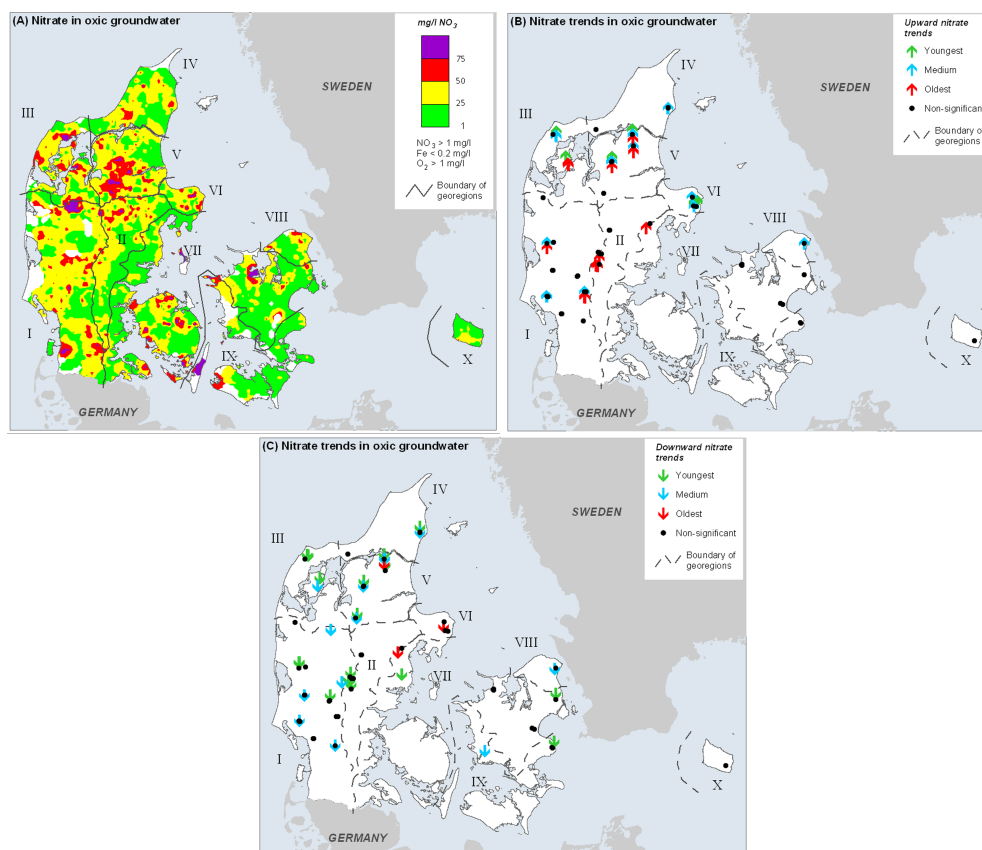 (A) Nitrate in oxic groundwater
mg/l NO3
75
50
25
1
NO3 > 1 mg/l
Fe < 0.2 mg/l
O2 > 1 mg/l
Boundary of
georegions
SWEDEN
GERMANY
I
II
III
IV
V
VI
VII
VIII
IX
X
(B) Nitrate trends in oxic groundwater
Upward nitrate
trends
Youngest
Medium
Oldest
Non-significant
Boundary of
georegions
SWEDEN
GERMANY
I
II
III
IV
V
VI
VII
VIII
IX
X
(C) Nitrate trends in oxic groundwater
Downward nitrate
trends
Youngest
Medium
Oldest
Non-significant
Boundary of
georegions
SWEDEN
GERMANY
I
II
III
IV
V
VI
VII
VIII
IX
X